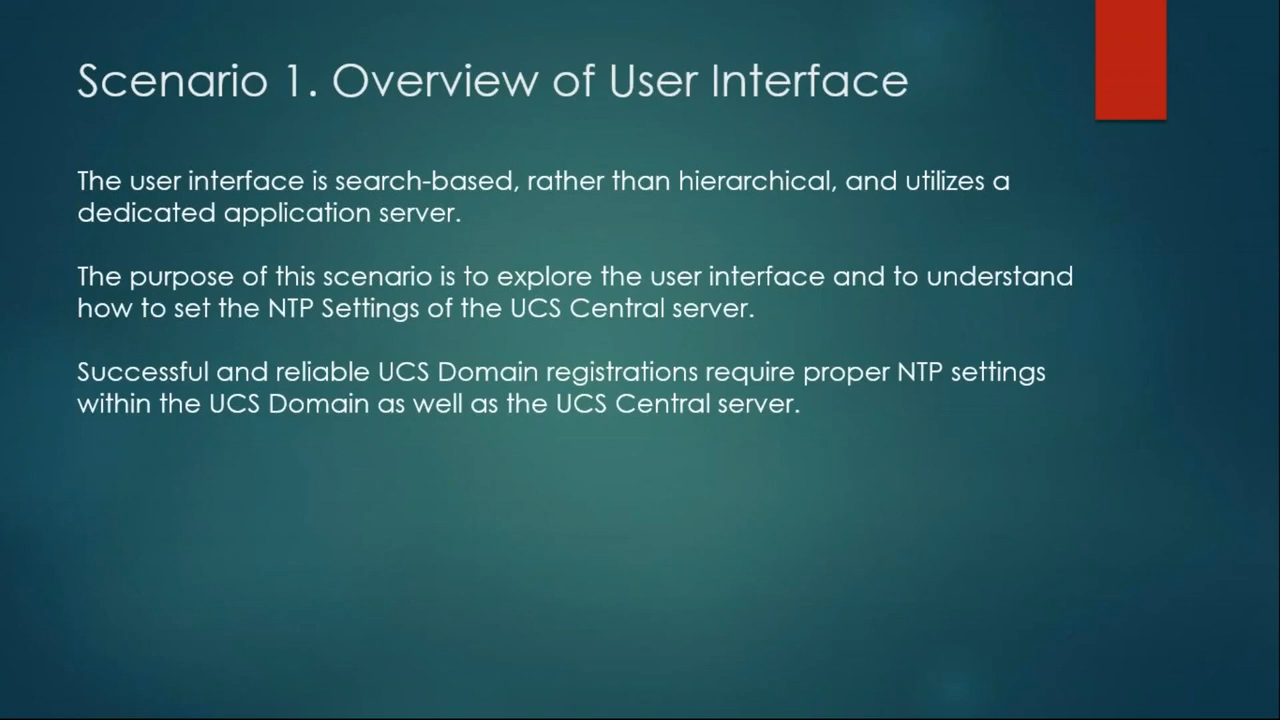 Scenario 1. Overview of User Interface
The user interface is search-based, rather than hierarchical, and utilizes a
dedicated application server.
The purpose of this scenario is to explore the user interface and to understand
how to set the NTP Settings of the UCS Central server.
Successful and reliable UCS Domain registrations require proper NTP settings
within the UCS Domain as well as the UCS Central server.